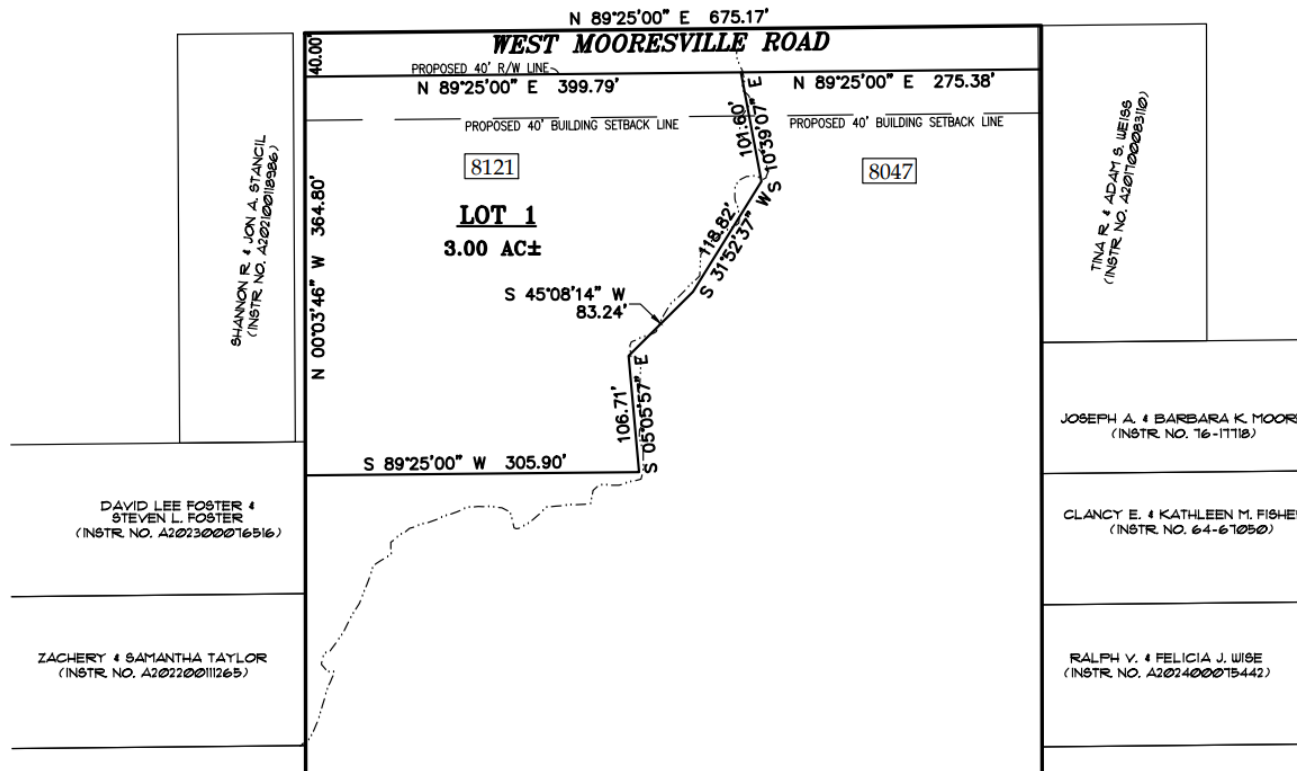 N 89°25'00" E 675.17'
WEST MOORESVILLE ROAD
40.00'
PROPOSED 40' R/W LINE
N 89°25'00" E 399.79'
N 89°25'00" E 275.38'
PROPOSED 40' BUILDING SETBACK LINE
PROPOSED 40' BUILDING SETBACK LINE
101.60'
S 10°39'07" E
8121
8047
LOT 1
3.00 AC±
N 00°03'46" W 364.80'
118.82'
S 31°52'37" W
S 45°08'14" W
83.24'
106.71'
S 05°05'57" E
S 89°25'00" W 305.90'
SHANNON R. & JON A. STANCIL
(INSTR. NO. A202100118986)
TINA R. & ADAM S. WEISS
(INSTR. NO. A201700083110)
JOSEPH A. & BARBARA K. MOOR
(INSTR. NO. 76-17718)
DAVID LEE FOSTER &
STEVEN L. FOSTER
(INSTR. NO. A202300076516)
CLANCY E. & KATHLEEN M. FISHE
(INSTR. NO. 64-67050)
ZACHERY & SAMANTHA TAYLOR
(INSTR. NO. A202200111265)
RALPH V. & FELICIA J. WISE
(INSTR. NO. A202400075442)